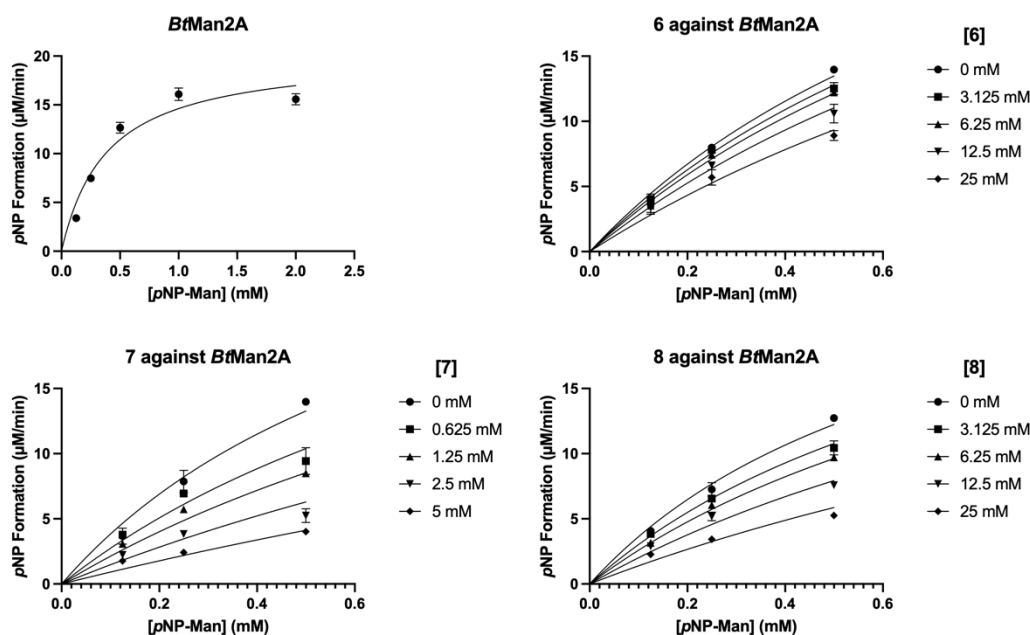 BtMan2A
pNP Formation (µM/min)
20
15
10
5
0
0.0 0.5 1.0 1.5 2.0 2.5
[pNP-Man] (mM)
6 against BtMan2A
pNP Formation (µM/min)
15
10
5
0
0.0 0.2 0.4 0.6
[pNP-Man] (mM)
[6]
0 mM
3.125 mM
6.25 mM
12.5 mM
25 mM
7 against BtMan2A
pNP Formation (µM/min)
15
10
5
0
0.0 0.2 0.4 0.6
[pNP-Man] (mM)
[7]
0 mM
0.625 mM
1.25 mM
2.5 mM
5 mM
8 against BtMan2A
pNP Formation (µM/min)
15
10
5
0
0.0 0.2 0.4 0.6
[pNP-Man] (mM)
[8]
0 mM
3.125 mM
6.25 mM
12.5 mM
25 mM